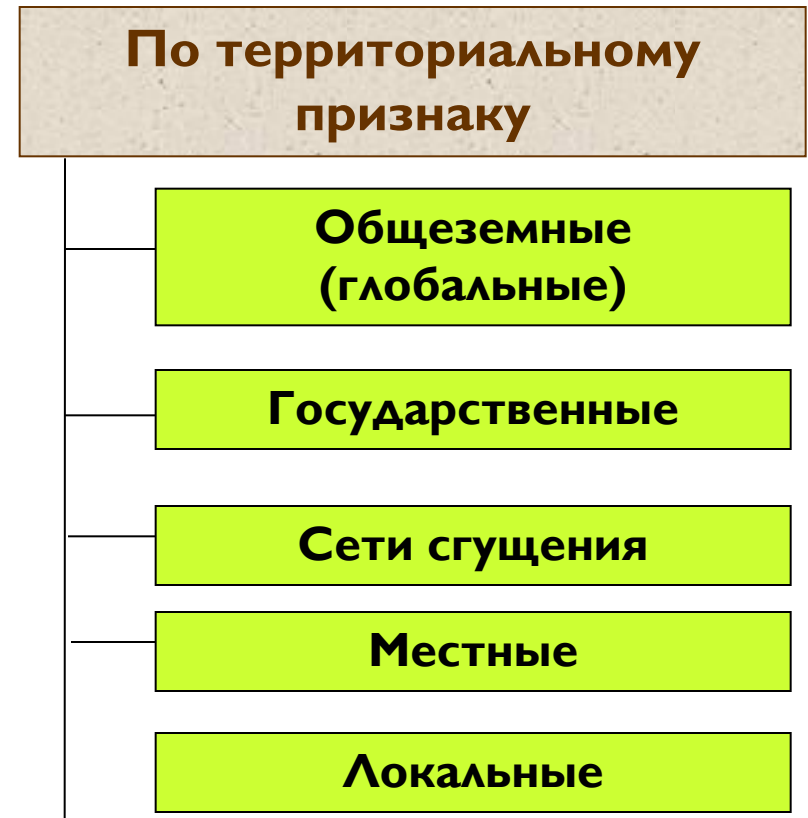 По территориальному
признаку
Общеземные
(глобальные)
Государственные
Сети сгущения
Местные
Локальные